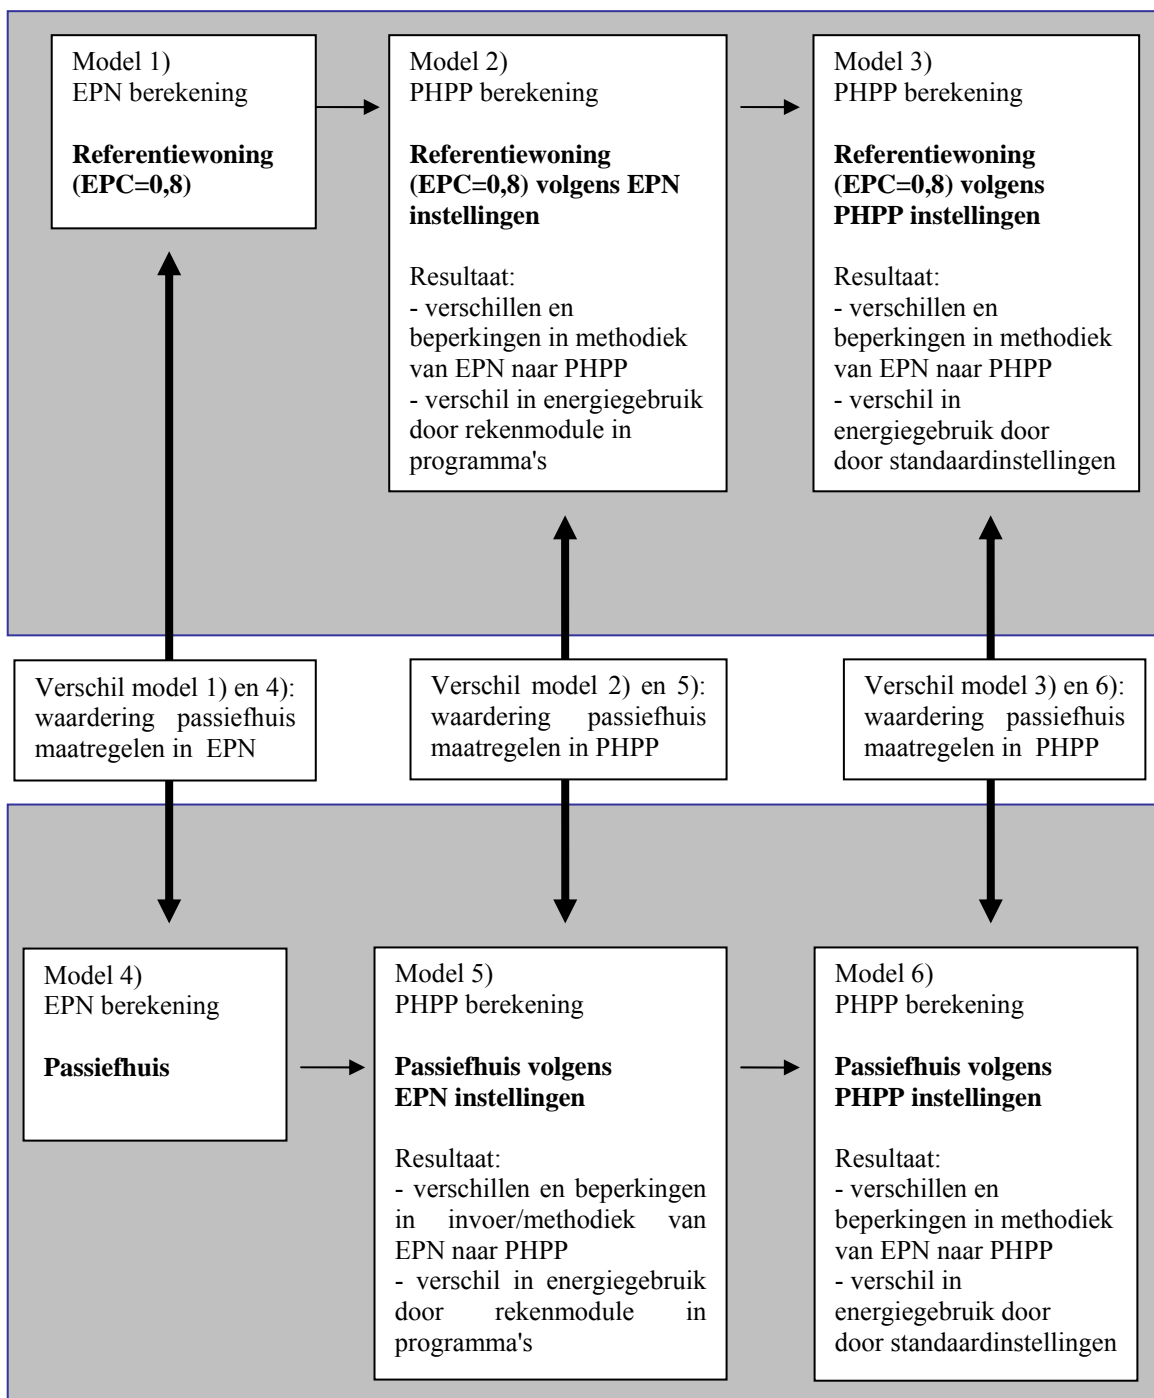 Model 1)
EPN berekening
Referentiewoning
(EPC=0,8)
Model 2)
PHPP berekening
Referentiewoning
(EPC=0,8) volgens EPN
instellingen
Resultaat:
- verschillen en
beperkingen in methodiek
van EPN naar PHPP
- verschil in energiegebruik
door rekenmodule in
programma's
Model 3)
PHPP berekening
Referentiewoning
(EPC=0,8) volgens
PHPP instellingen
Resultaat:
- verschillen en
beperkingen in methodiek
van EPN naar PHPP
- verschil in
energiegebruik door
door standaardinstellingen
Verschil model 1) en 4):
waardering passiefhuis
maatregelen in EPN
Verschil model 2) en 5):
waardering passiefhuis
maatregelen in PHPP
Verschil model 3) en 6):
waardering passiefhuis
maatregelen in PHPP
Model 4)
EPN berekening
Passiefhuis
Model 5)
PHPP berekening
Passiefhuis volgens
EPN instellingen
Resultaat:
- verschillen en beperkingen
in invoer/methodiek van
EPN naar PHPP
- verschil in energiegebruik
door rekenmodule in
programma's
Model 6)
PHPP berekening
Passiefhuis volgens
PHPP instellingen
Resultaat:
- verschillen en
beperkingen in methodiek
van EPN naar PHPP
- verschil in
energiegebruik door
door standaardinstellingen